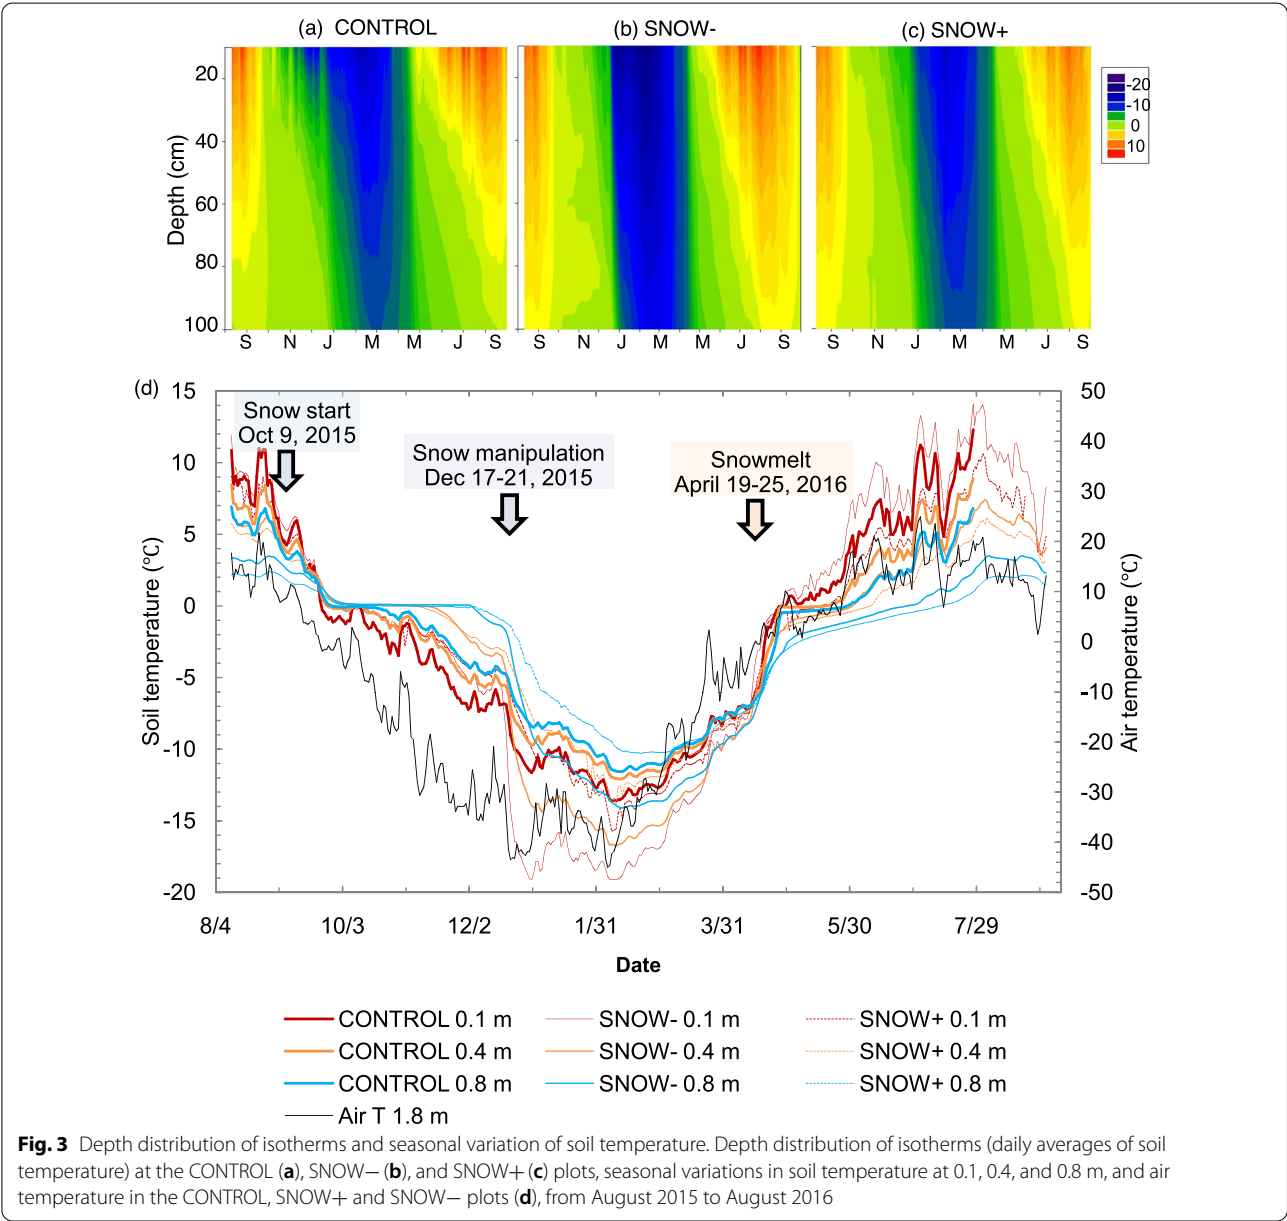 (a) CONTROL
(b) SNOW-
(c) SNOW+
Depth (cm)
20
40
60
80
100
S N J M M J S
S N J M M J S
S N J M M J S
-20
-10
0
10
(d)
Soil temperature (°C)
15
10
5
0
-5
-10
-15
-20
Snow start
Oct 9, 2015
Snow manipulation
Dec 17-21, 2015
Snowmelt
April 19-25, 2016
50
40
30
20
10
0
-10
-20
-30
-40
-50
Air temperature (°C)
8/4 10/3 12/2 1/31 3/31 5/30 7/29
Date
CONTROL 0.1 m SNOW- 0.1 m SNOW+ 0.1 m
CONTROL 0.4 m SNOW- 0.4 m SNOW+ 0.4 m
CONTROL 0.8 m SNOW- 0.8 m SNOW+ 0.8 m
Air T 1.8 m
Fig. 3 Depth distribution of isotherms and seasonal variation of soil temperature. Depth distribution of isotherms (daily averages of soil
temperature) at the CONTROL (a), SNOW− (b), and SNOW+ (c) plots, seasonal variations in soil temperature at 0.1, 0.4, and 0.8 m, and air
temperature in the CONTROL, SNOW+ and SNOW− plots (d), from August 2015 to August 2016